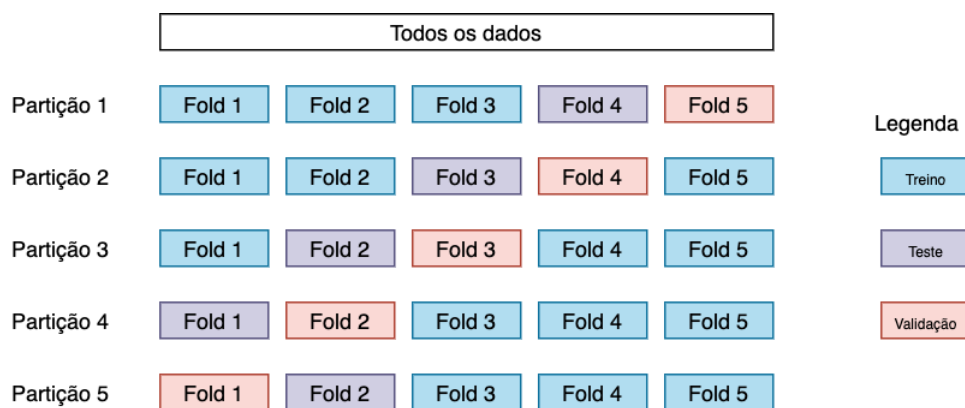 Todos os dados
Partição 1 Fold 1 Fold 2 Fold 3 Fold 4 Fold 5
Legenda
Partição 2 Fold 1 Fold 2 Fold 3 Fold 4 Fold 5 Treino
Partição 3 Fold 1 Fold 2 Fold 3 Fold 4 Fold 5 Teste
Partição 4 Fold 1 Fold 2 Fold 3 Fold 4 Fold 5 Validação
Partição 5 Fold 1 Fold 2 Fold 3 Fold 4 Fold 5